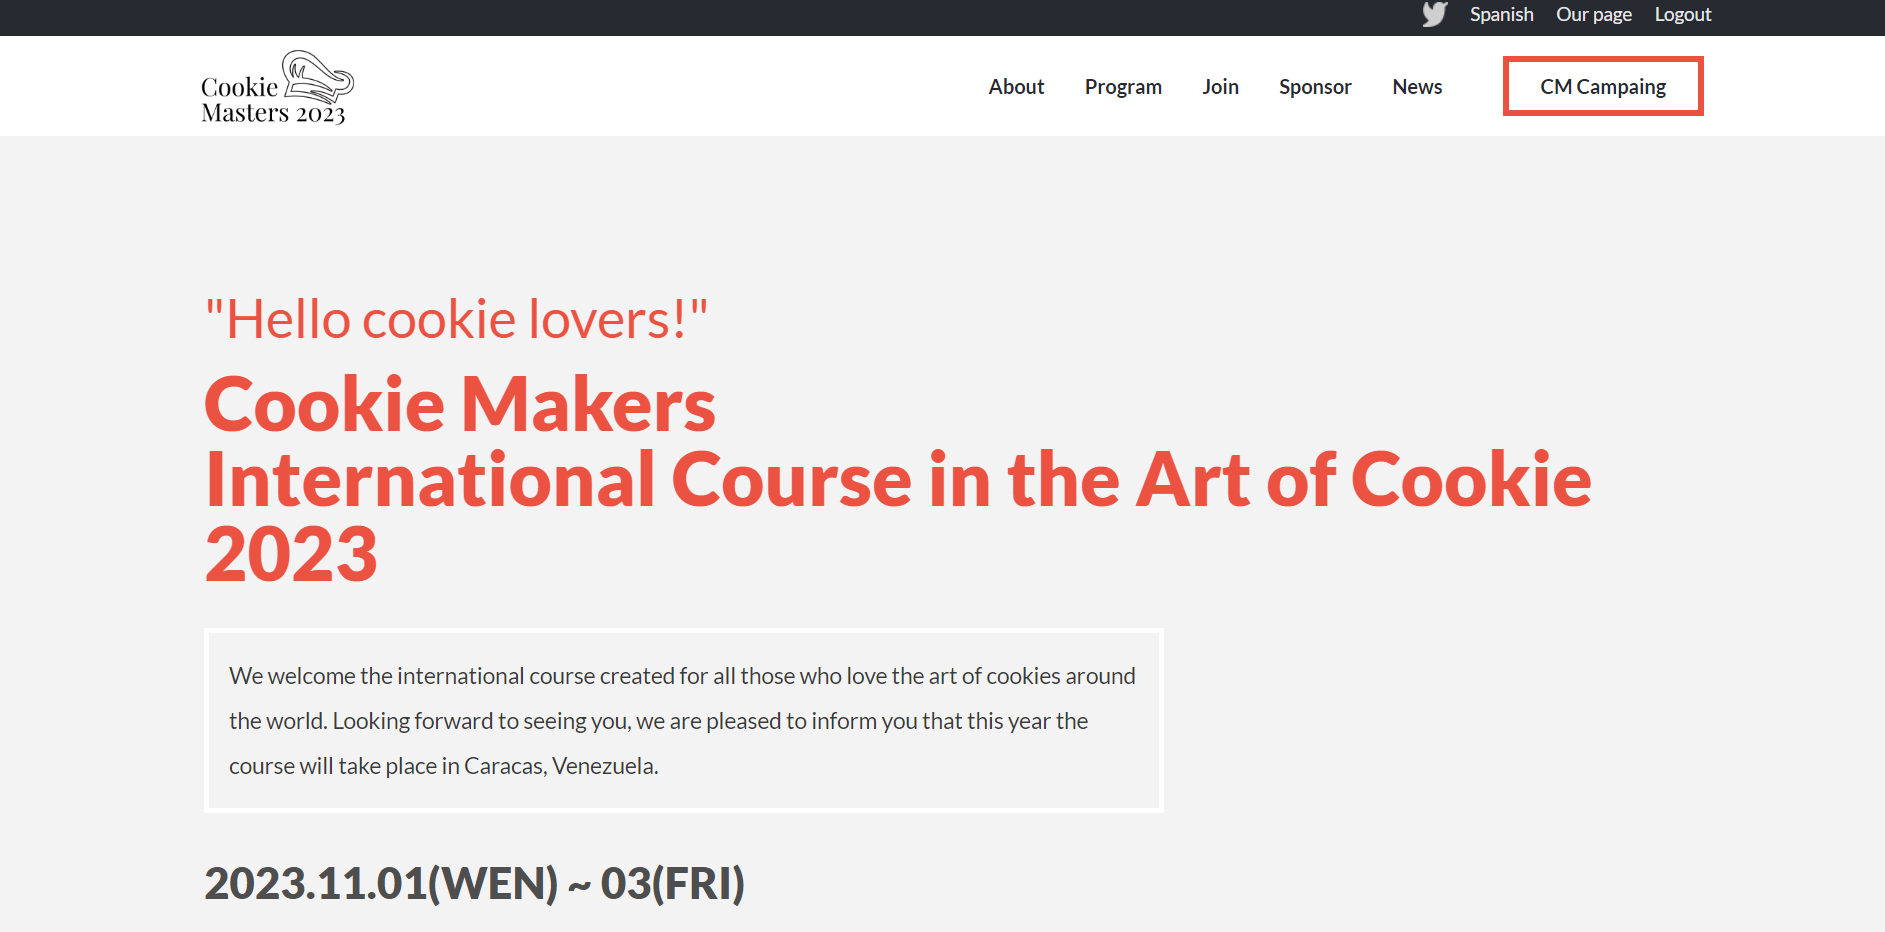 Spanish Our page Logout
Cookie
Masters 2023
About Program Join Sponsor News CM Campaing
"Hello cookie lovers!"
Cookie Makers
International Course in the Art of Cookie
2023
We welcome the international course created for all those who love the art of cookies around
the world. Looking forward to seeing you, we are pleased to inform you that this year the
course will take place in Caracas, Venezuela.
2023.11.01(WEN) ~ 03(FRI)